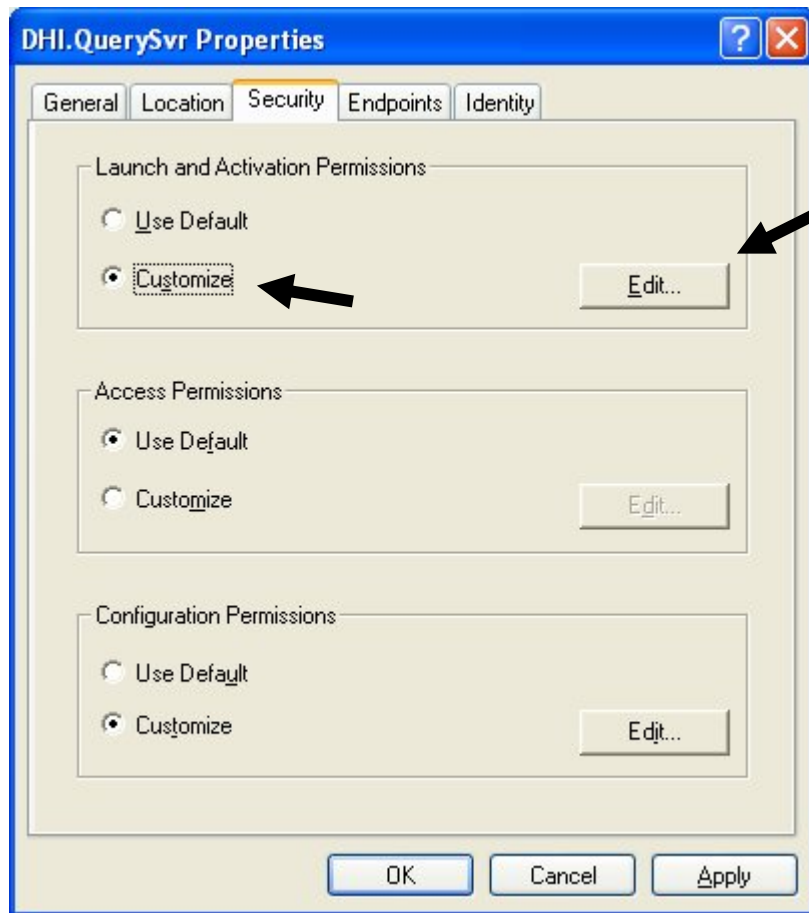 DHI.QuerySvr Properties
General Location Security Endpoints Identity
Launch and Activation Permissions
Use Default
Customize
Edit...
Access Permissions
Use Default
Customize
Edit...
Configuration Permissions
Use Default
Customize
Edit...
OK Cancel Apply